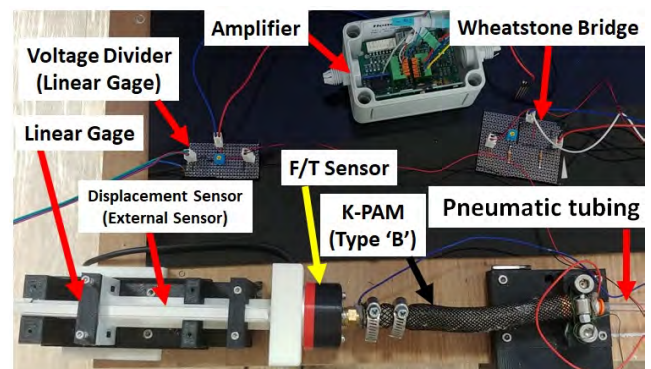 Amplifier
Wheatstone Bridge
Voltage Divider
(Linear Gage)
Linear Gage
F/T Sensor
Displacement Sensor
(External Sensor)
K-PAM
(Type ‘B’)
Pneumatic tubing